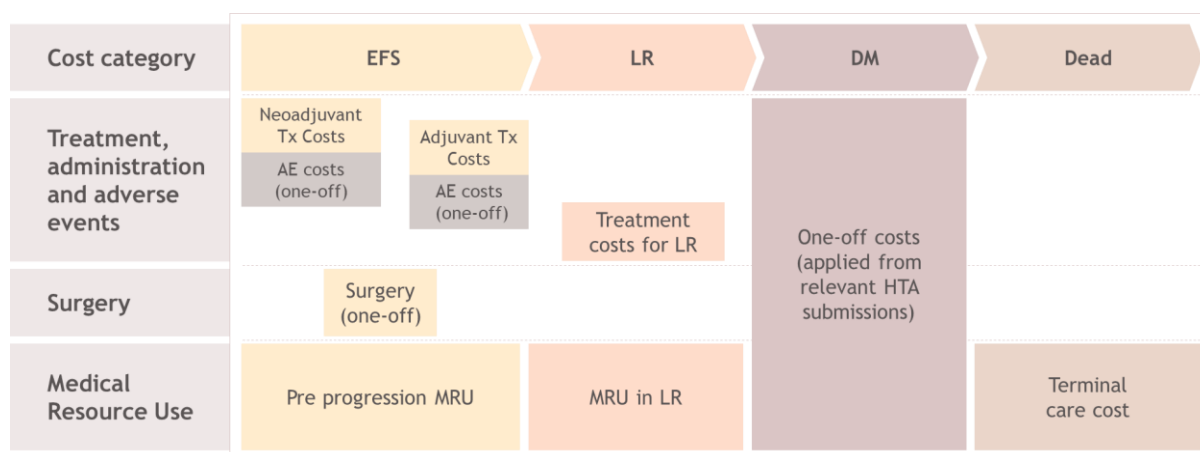 Cost category
EFS
LR
DM
Dead
Treatment,
administration
and adverse
events
Neoadjuvant
Tx Costs
AE costs
(one-off)
Adjuvant Tx
Costs
AE costs
(one-off)
Treatment
costs for LR
One-off costs
(applied from
relevant HTA
submissions)
Surgery
Surgery
(one-off)
Medical
Resource Use
Pre progression MRU
MRU in LR
Terminal
care cost